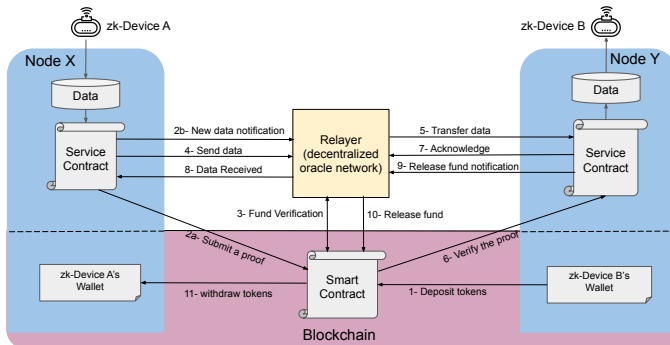 zk-Device A
zk-Device B
Node X
Node Y
Data
Data
Service
Contract
2b- New data notification
4- Send data
8- Data Received
Relayer
(decentralized
oracle network)
5- Transfer data
7- Acknowledge
9- Release fund notification
Service
Contract
3- Fund Verification
10- Release fund
2a- Submit a proof
6- Verify the proof
zk-Device A's
Wallet
11- withdraw tokens
Smart
Contract
1- Deposit tokens
zk-Device B's
Wallet
Blockchain